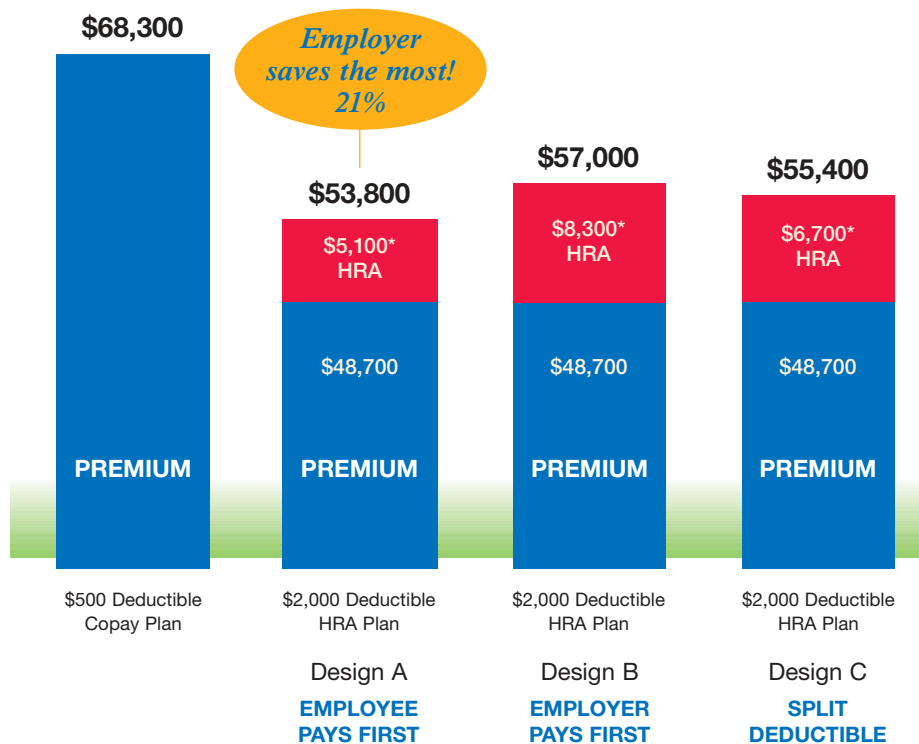 $68,300
Employer
saves the most!
21%
$53,800
$57,000
$55,400
$5,100*
HRA
$8,300*
HRA
$6,700*
HRA
$48,700
$48,700
$48,700
PREMIUM
PREMIUM
PREMIUM
PREMIUM
$500 Deductible
Copay Plan
$2,000 Deductible
HRA Plan
$2,000 Deductible
HRA Plan
$2,000 Deductible
HRA Plan
Design A
EMPLOYEE
PAYS FIRST
Design B
EMPLOYER
PAYS FIRST
Design C
SPLIT
DEDUCTIBLE